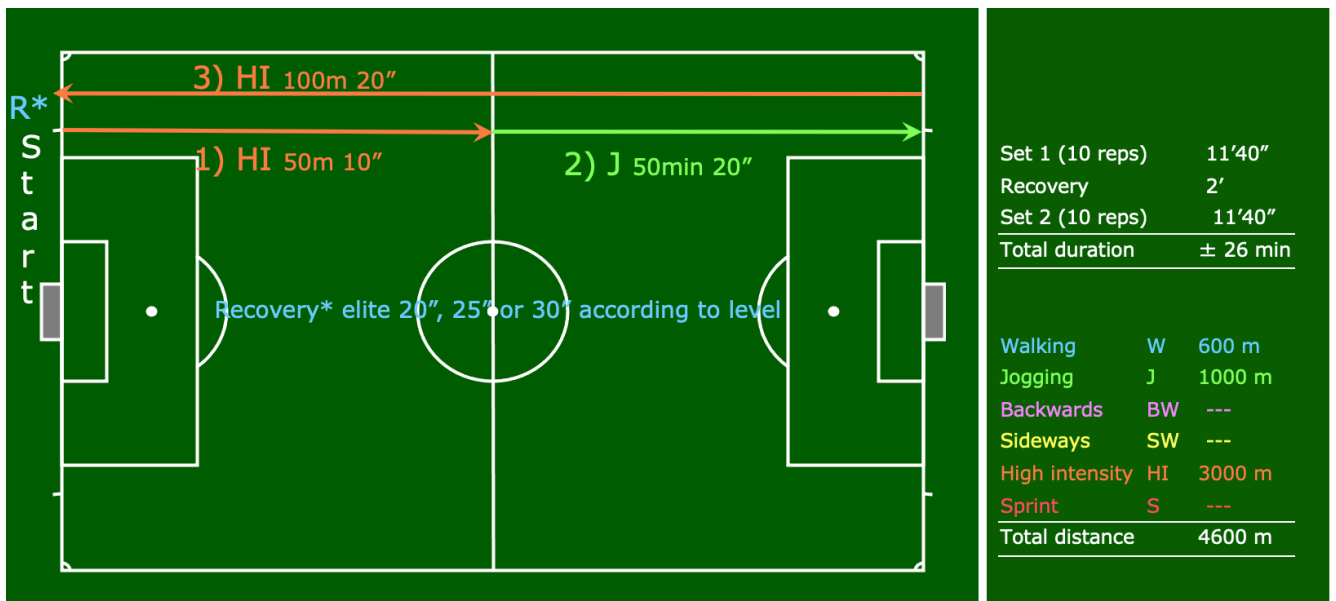 3) HI 100m 20”
R*
Start
1) HI 50m 10”
2) J 50min 20”
Recovery* elite 20”, 25” or 30” according to level
Set 1 (10 reps) 11’40”
Recovery 2’
Set 2 (10 reps) 11’40”
Total duration ± 26 min
Walking W 600 m
Jogging J 1000 m
Backwards BW ---
Sideways SW ---
High intensity HI 3000 m
Sprint S ---
Total distance 4600 m